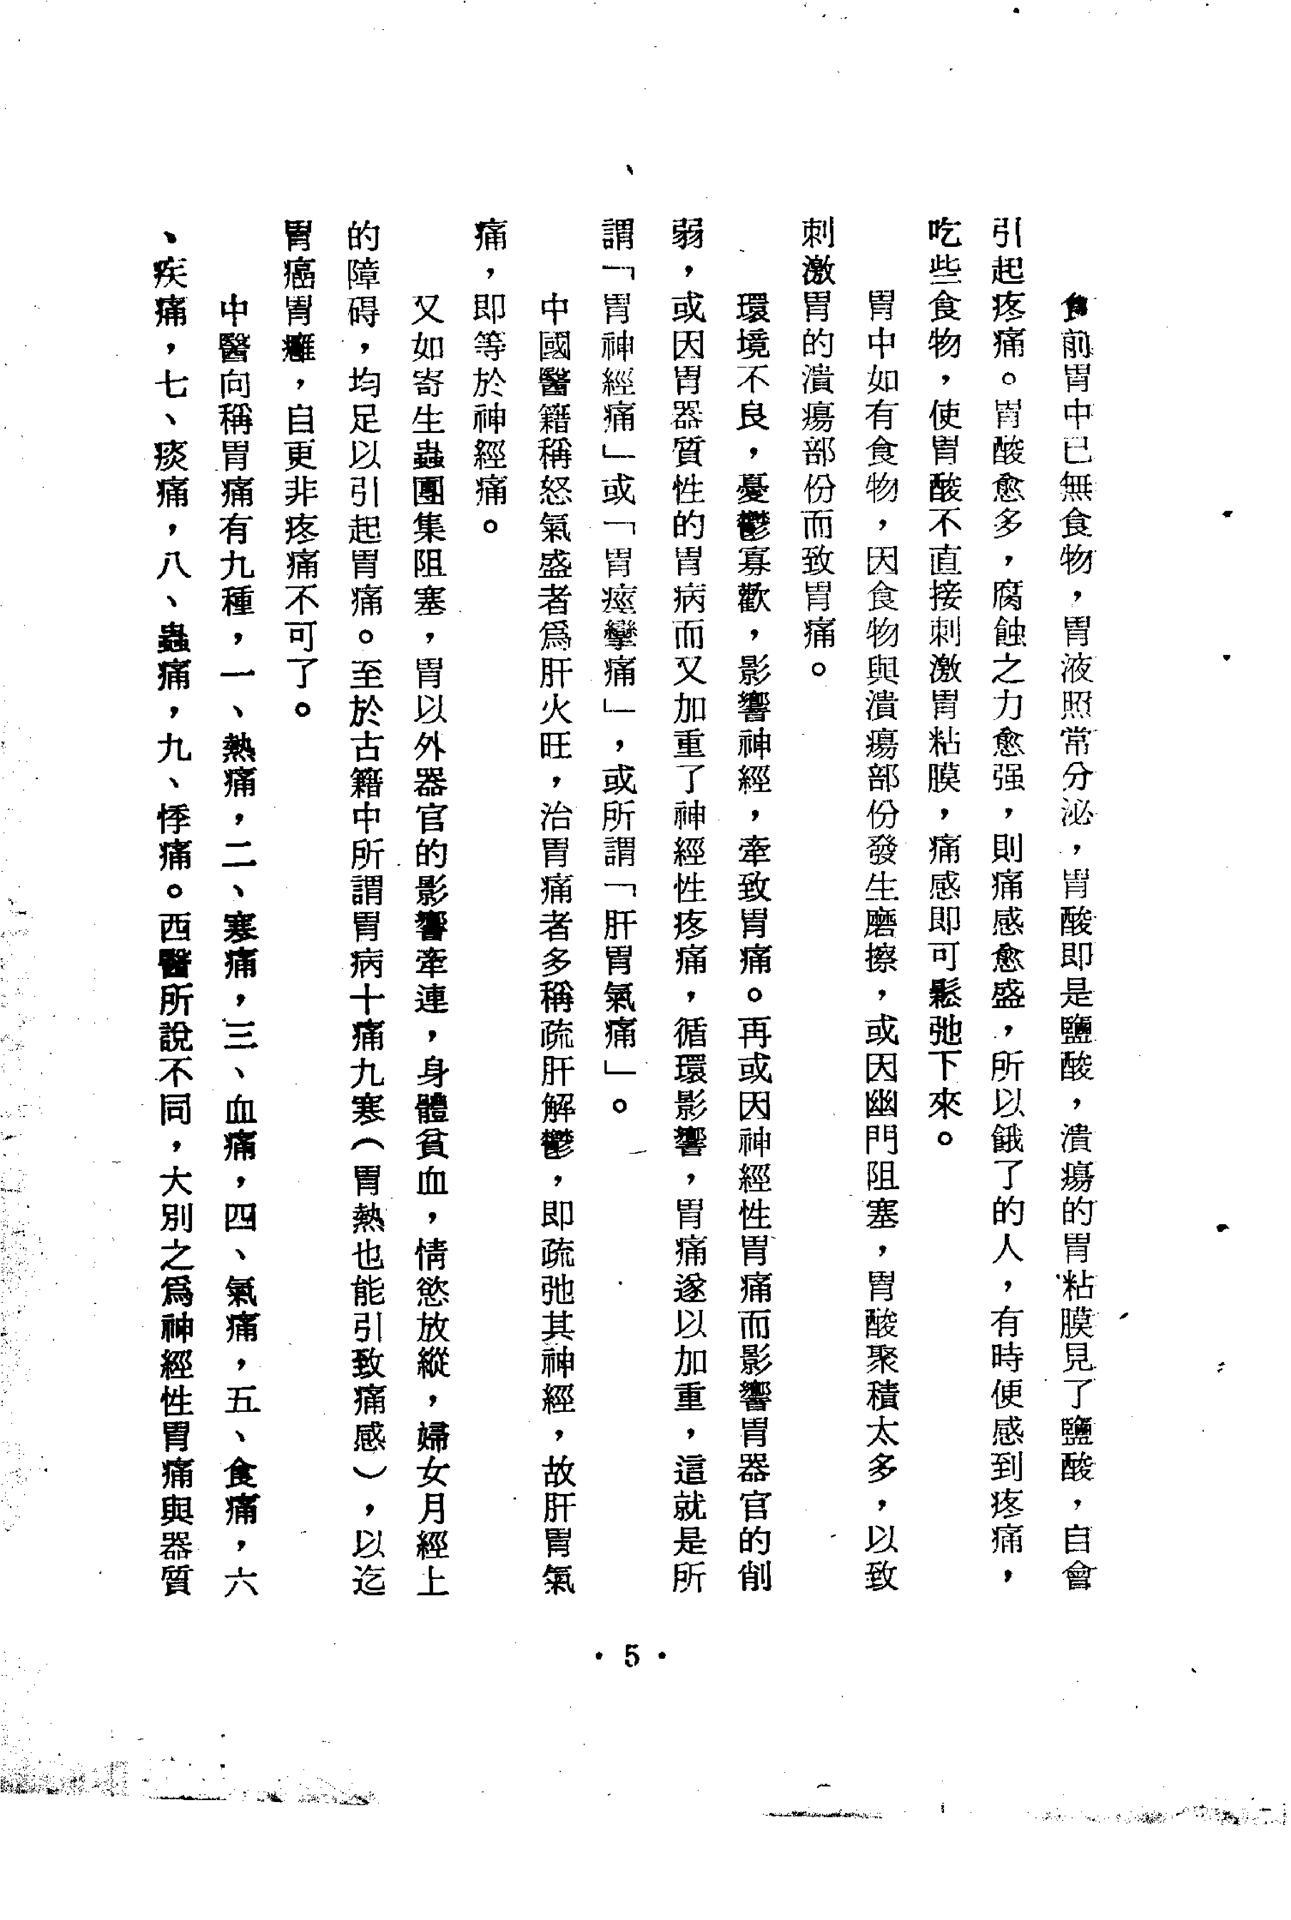 食前胃中已無食物，胃液照常分泌，胃酸即是鹽酸，潰瘍的胃粘膜見了鹽酸，自會
引起疼痛。胃酸愈多，腐蝕之力愈强，則痛感愈盛，所以餓了的人，有時便感到疼痛，
吃些食物，使胃酸不直接刺激胃粘膜，痛感即可鬆弛下來。
胃中如有食物，因食物與潰瘍部份發生磨擦，或因幽門阻塞，胃酸聚積太多，以致
刺激胃的潰瘍部份而致胃痛。
環境不良，憂鬱寡歡，影響神經，牽致胃痛。再或因神經性胃痛而影響胃器官的削
弱，或因胃器質性的胃病而又加重了神經性疼痛，循環影響，胃痛遂以加重，這就是所
謂「胃神經痛」或「胃痙攣痛」，或所謂「肝胃氣痛」。
中國醫籍稱怒氣盛者爲肝火旺，治胃痛者多稱疏肝解鬱，即疏弛其神經，故肝胃氣
痛，即等於神經痛。
又如寄生蟲團集阻塞，胃以外器官的影響牽連，身體貧血，情慾放縱，婦女月經上
的障碍，均足以引起胃痛。至於古籍中所謂胃病十痛九寒（胃熱也能引致痛感），以迄
胃癌胃癰，自更非疼痛不可了。
中醫向稱胃痛有九種，一、熱痛，二、寒痛，三、血痛，四、氣痛，五、食痛，六
、疾痛，七、痰痛，八、蟲痛，九、悸痛。西醫所說不同，大別之爲神經性胃痛與器質
• 5 •